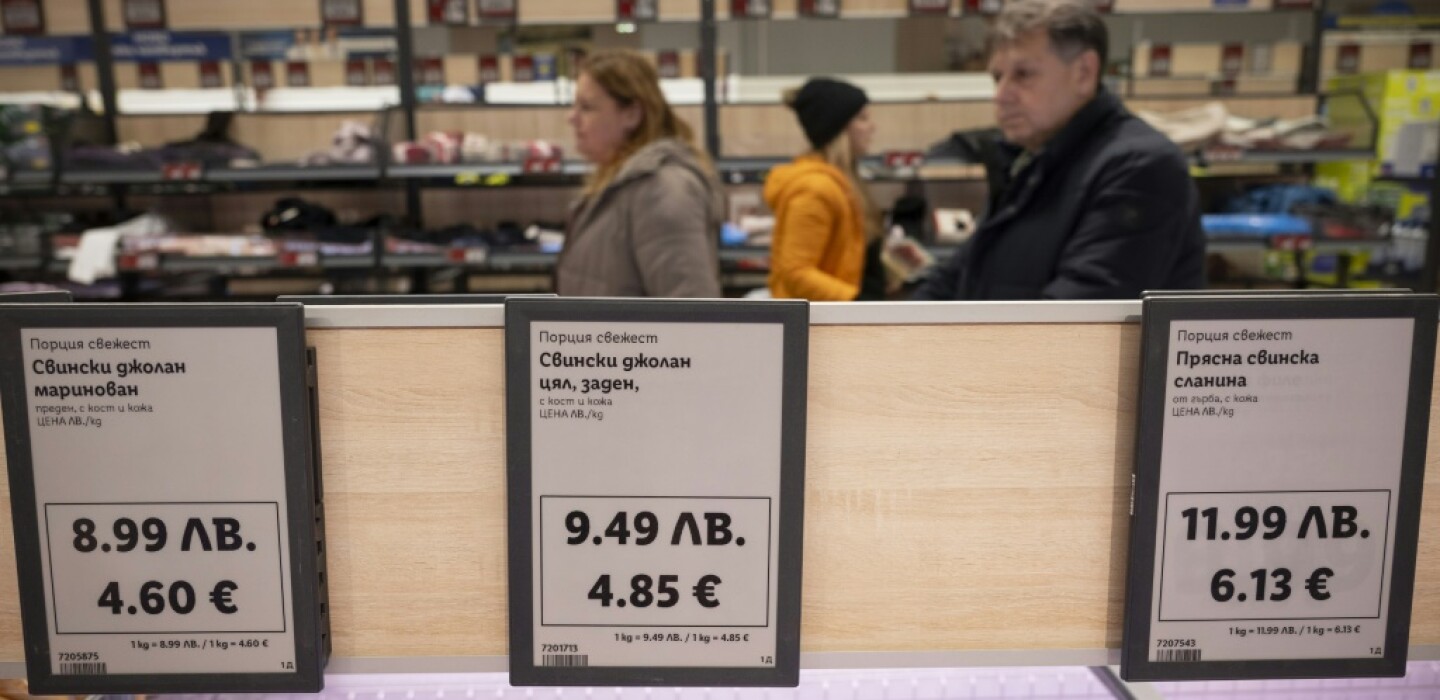 Порция свежест
Свински джолан
маринован
преден, с кост и кожа
ЦЕНА ЛВ./kg
8.99 ЛВ.
4.60 €
1 kg = 8.99 ЛВ. / 1 kg = 4.60 €
7205875
1Д
Порция свежест
Свински джолан
цял, заден,
с кост и кожа
ЦЕНА ЛВ./kg
9.49 ЛВ.
4.85 €
1 kg = 9.49 ЛВ. / 1 kg = 4.85 €
7201713
1Д
Порция свежест
Прясна свинска
сланина
от гърба, с кожа
ЦЕНА ЛВ./kg
11.99 ЛВ.
6.13 €
1 kg = 11.99 ЛВ. / 1 kg = 6.13 €
7207543
1Д